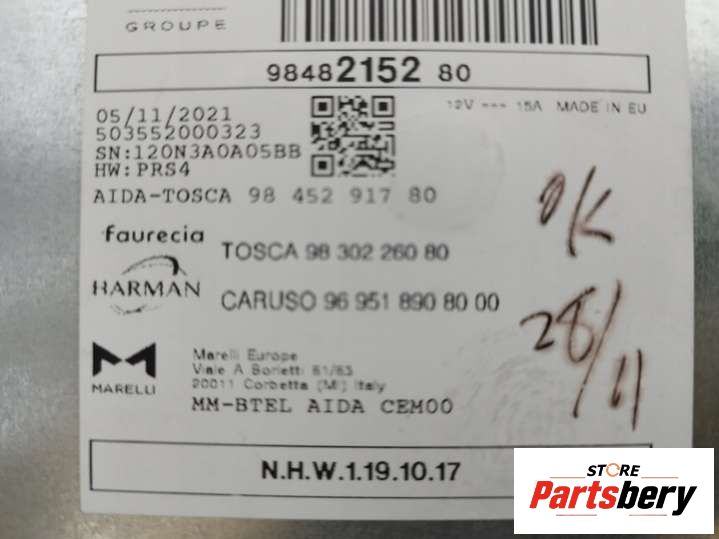 GROUPE
98482152 80
05/11/2021
503552000323
SN:120N3A0A05BB
HW:PRS4
12V 15A MADE IN EU
AIDA-TOSCA 98 452 917 80
faurecia
TOSCA 98 302 260 80
HARMAN
CARUSO 96 951 890 80 00
OK
28/11
MARELLI
Marelli Europe
Viale A Borletti 61/63
20011 Corbetta (MI) Italy
MM-BTEL AIDA CEM00
N.H.W.1.19.10.17
STORE
Partsbery